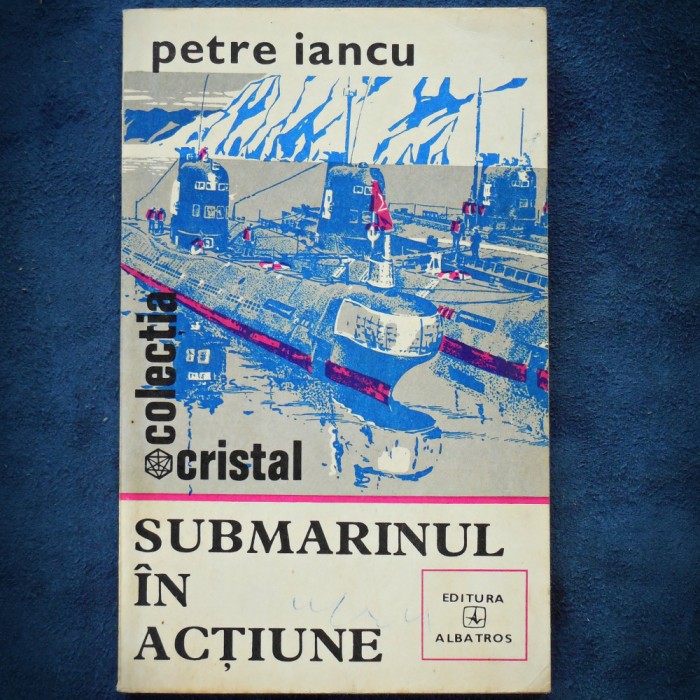 petre iancu
colecția
cristal
SUBMARINUL
ÎN
ACȚIUNE
EDITURA
ALBATROS